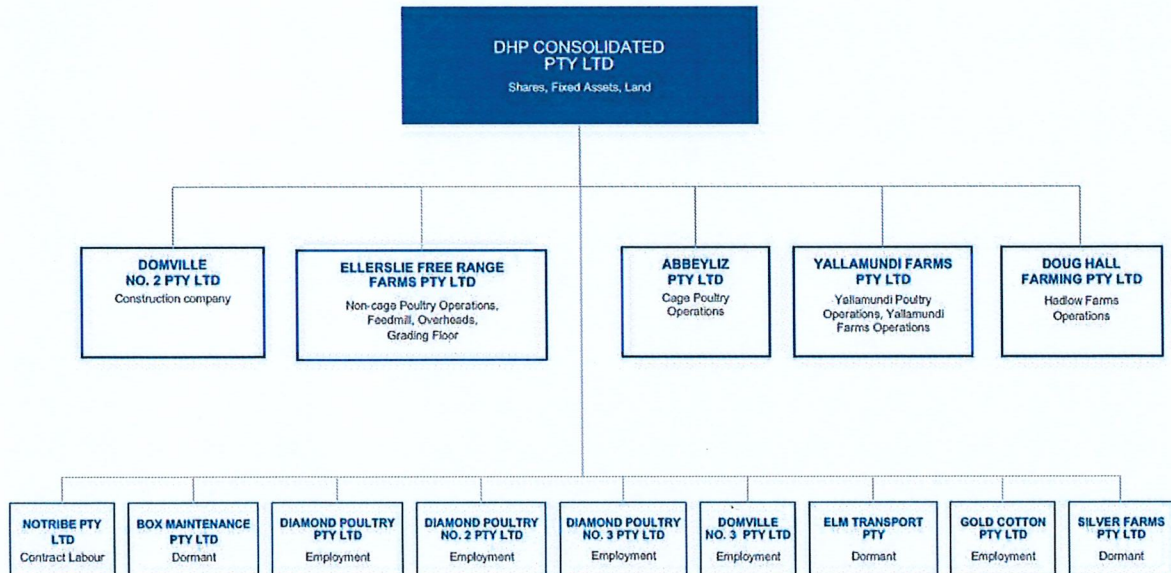 DHP CONSOLIDATED
PTY LTD
Shares, Fixed Assets, Land
DOMVILLE
NO. 2 PTY LTD
Construction company
ELLERSLIE FREE RANGE
FARMS PTY LTD
Non-cage Poultry Operations,
Feedmill, Overheads,
Grading Floor
ABBEYLIZ
PTY LTD
Cage Poultry
Operations
YALLAMUNDI FARMS
PTY LTD
Yallamundi Poultry
Operations, Yallamundi
Farms Operations
DOUG HALL
FARMING PTY LTD
Hadlow Farms
Operations
NOTRIBE PTY
LTD
Contract Labour
BOX MAINTENANCE
PTY LTD
Dormant
DIAMOND POULTRY
PTY LTD
Employment
DIAMOND POULTRY
NO. 2 PTY LTD
Employment
DIAMOND POULTRY
NO. 3 PTY LTD
Employment
DOMVILLE
NO. 3 PTY LTD
Employment
ELM TRANSPORT
PTY
Dormant
GOLD COTTON
PTY LTD
Employment
SILVER FARMS
PTY LTD
Dormant